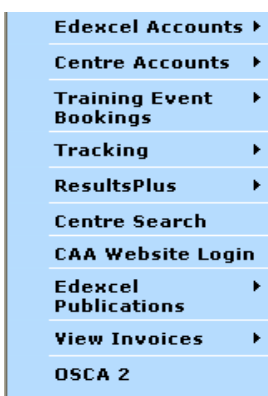 Edexcel Accounts
Centre Accounts
Training Event
Bookings
Tracking
ResultsPlus
Centre Search
CAA Website Login
Edexcel
Publications
View Invoices
OSCA 2